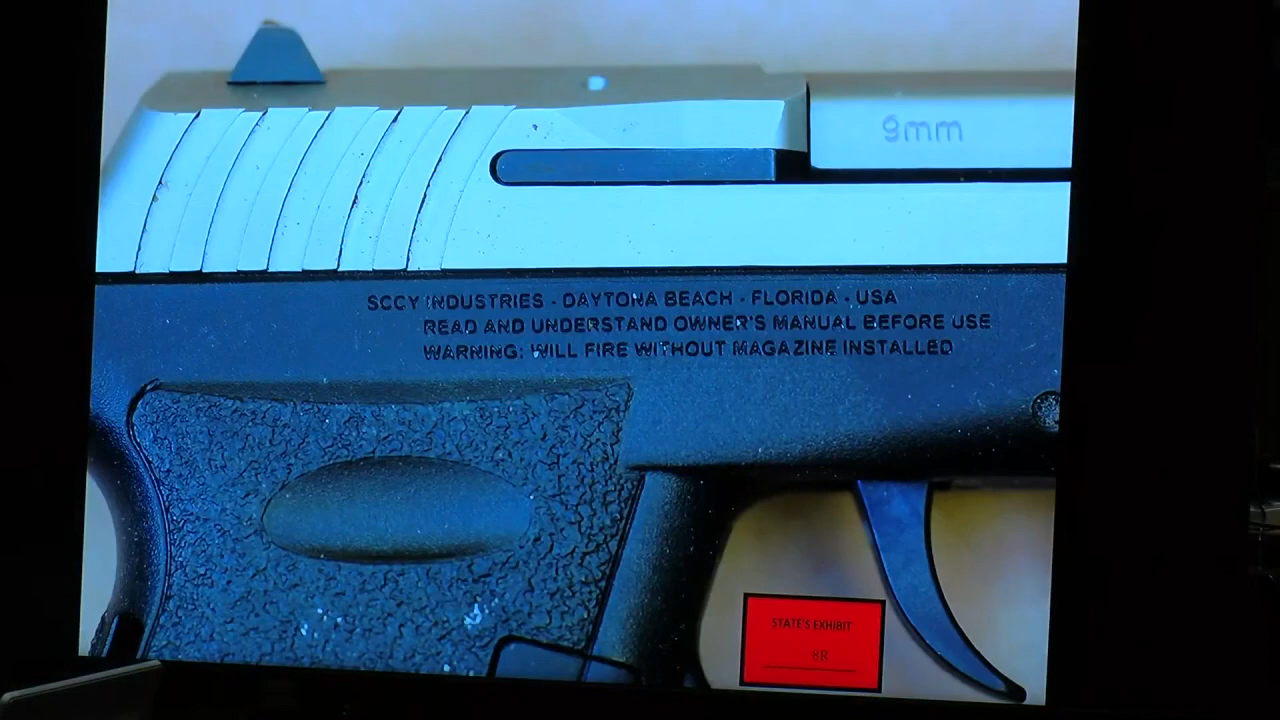 9mm
SCCY INDUSTRIES - DAYTONA BEACH - FLORIDA - USA
READ AND UNDERSTAND OWNER'S MANUAL BEFORE USE
WARNING: WILL FIRE WITHOUT MAGAZINE INSTALLED
STATE'S EXHIBIT
8R